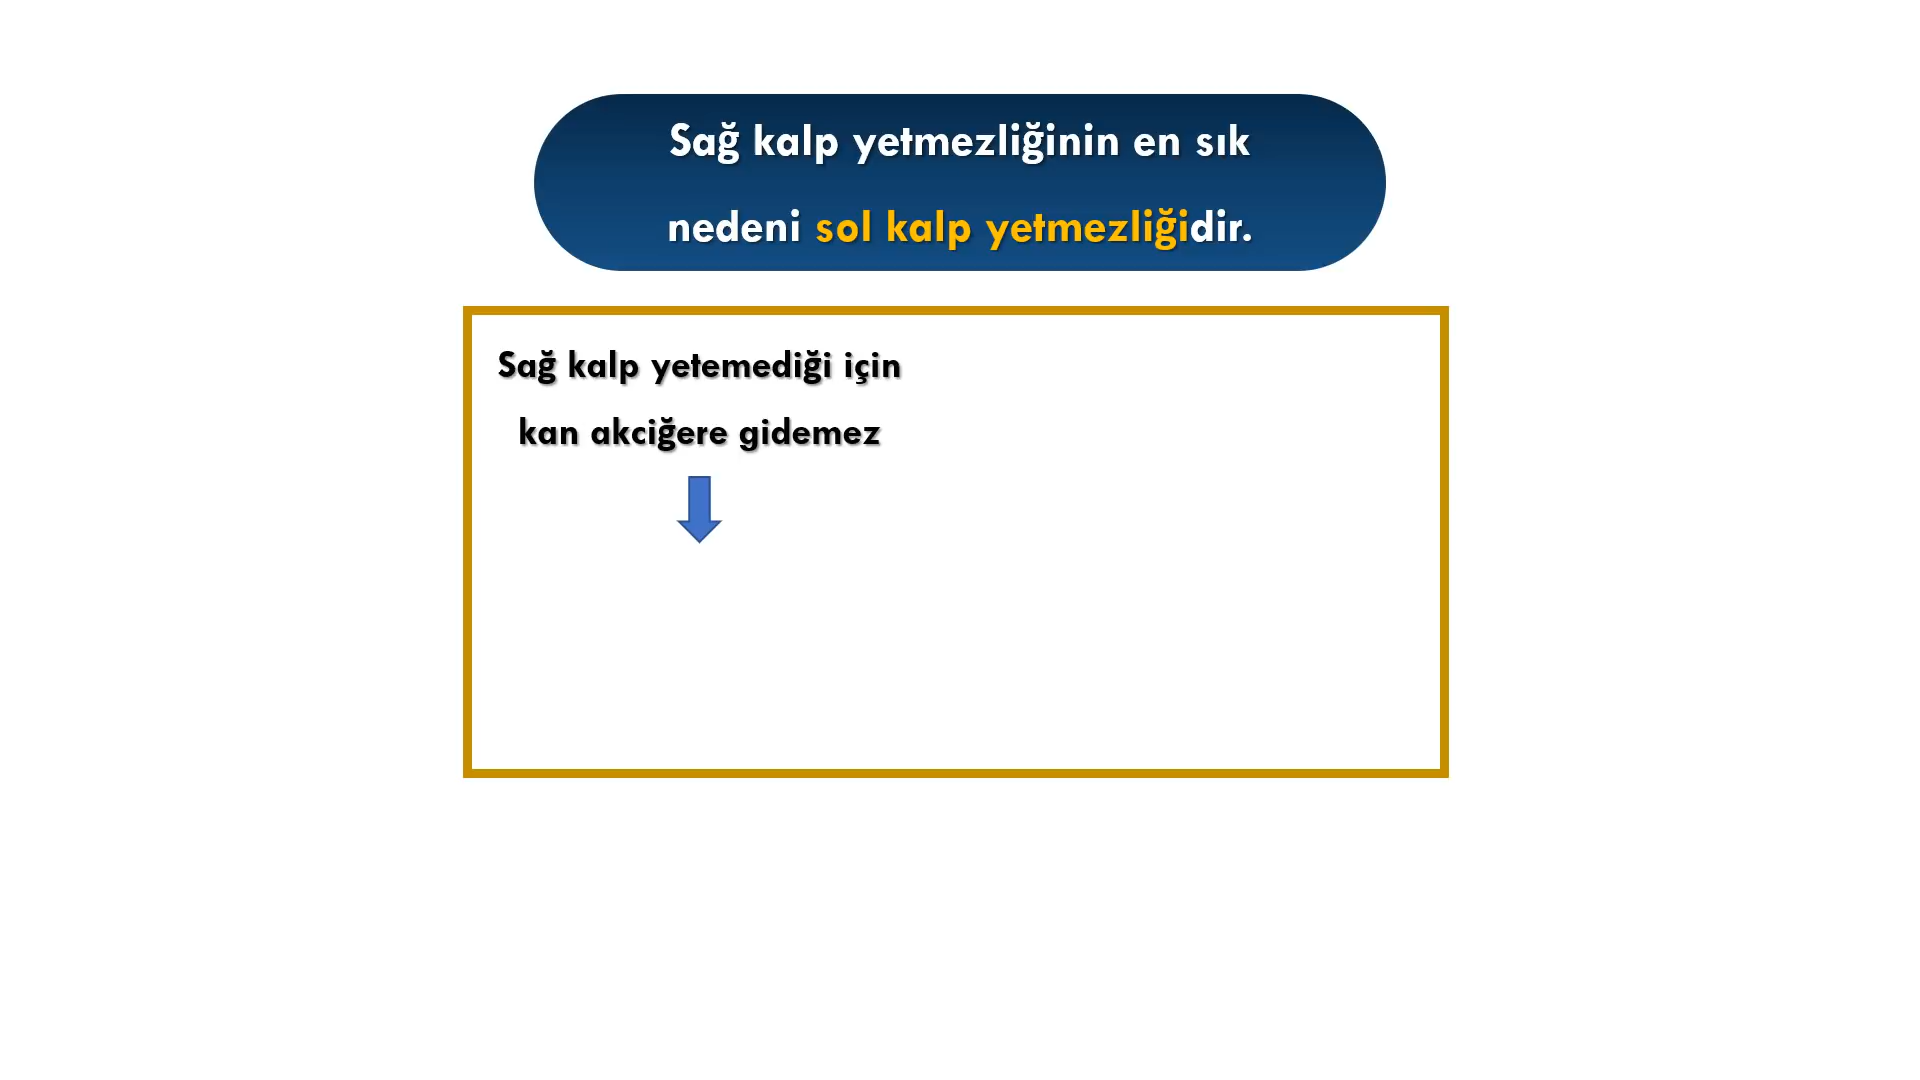 Sağ kalp yetmezliğinin en sık
nedeni sol kalp yetmezliğidir.
Sağ kalp yetemediği için
kan akciğere gidemez